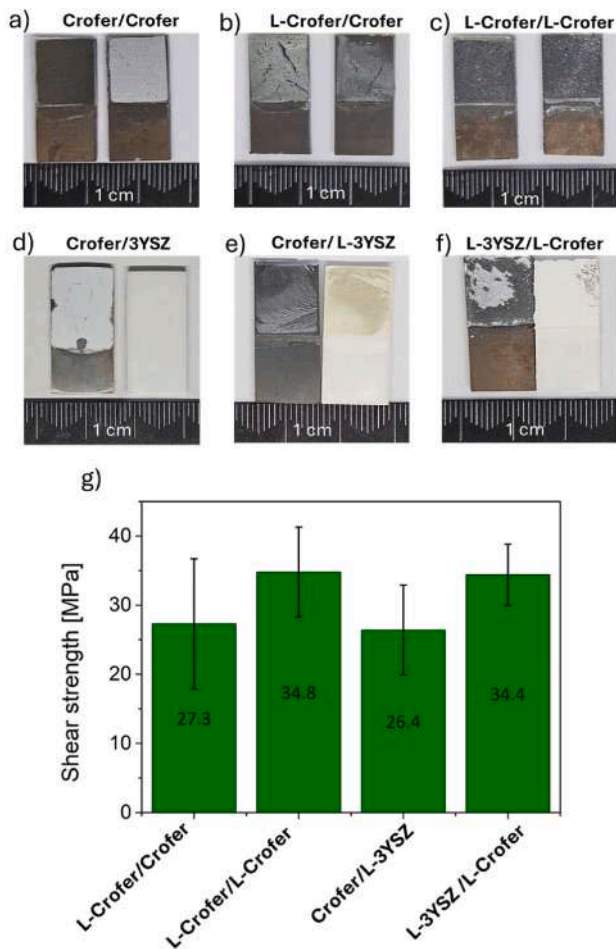 a) Crofer/Crofer
b) L-Crofer/Crofer
c) L-Crofer/L-Crofer
1 cm
1 cm
1 cm
d) Crofer/3YSZ
e) Crofer/ L-3YSZ
f) L-3YSZ/L-Crofer
1 cm
1 cm
1 cm
g)
Shear strength [MPa]
40
30
20
10
0
27.3
34.8
26.4
34.4
L-Crofer/Crofer
L-Crofer/L-Crofer
Crofer/L-3YSZ
L-3YSZ /L-Crofer